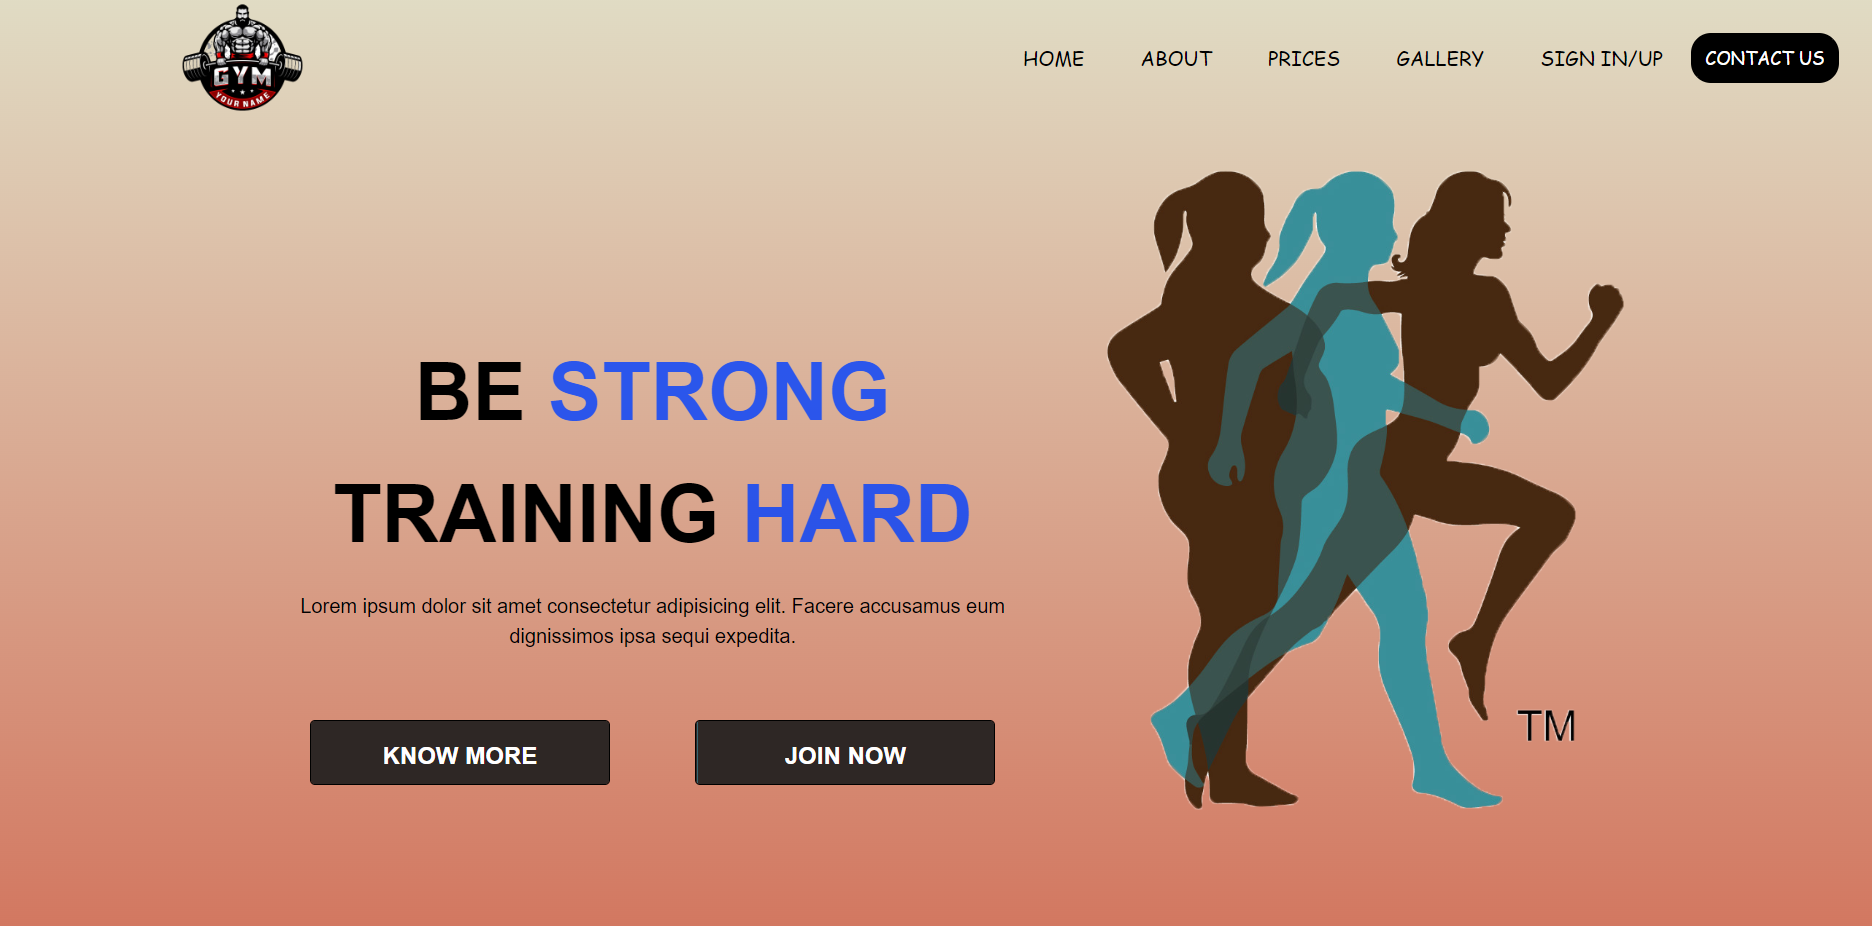 GYM
YOUR NAME
HOME ABOUT PRICES GALLERY SIGN IN/UP CONTACT US
BE STRONG
TRAINING HARD
Lorem ipsum dolor sit amet consectetur adipisicing elit. Facere accusamus eum
dignissimos ipsa sequi expedita.
KNOW MORE JOIN NOW
TM